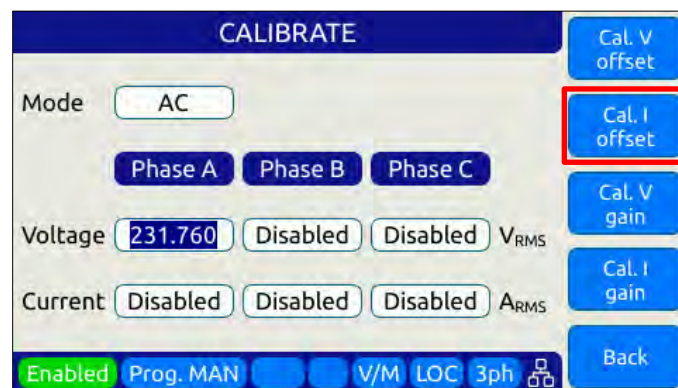 CALIBRATE
Mode AC
Phase A Phase B Phase C
Voltage 231.760 Disabled Disabled VRMS
Current Disabled Disabled Disabled ARMS
Enabled Prog. MAN V/M LOC 3ph
Cal. V
offset
Cal. I
offset
Cal. V
gain
Cal. I
gain
Back